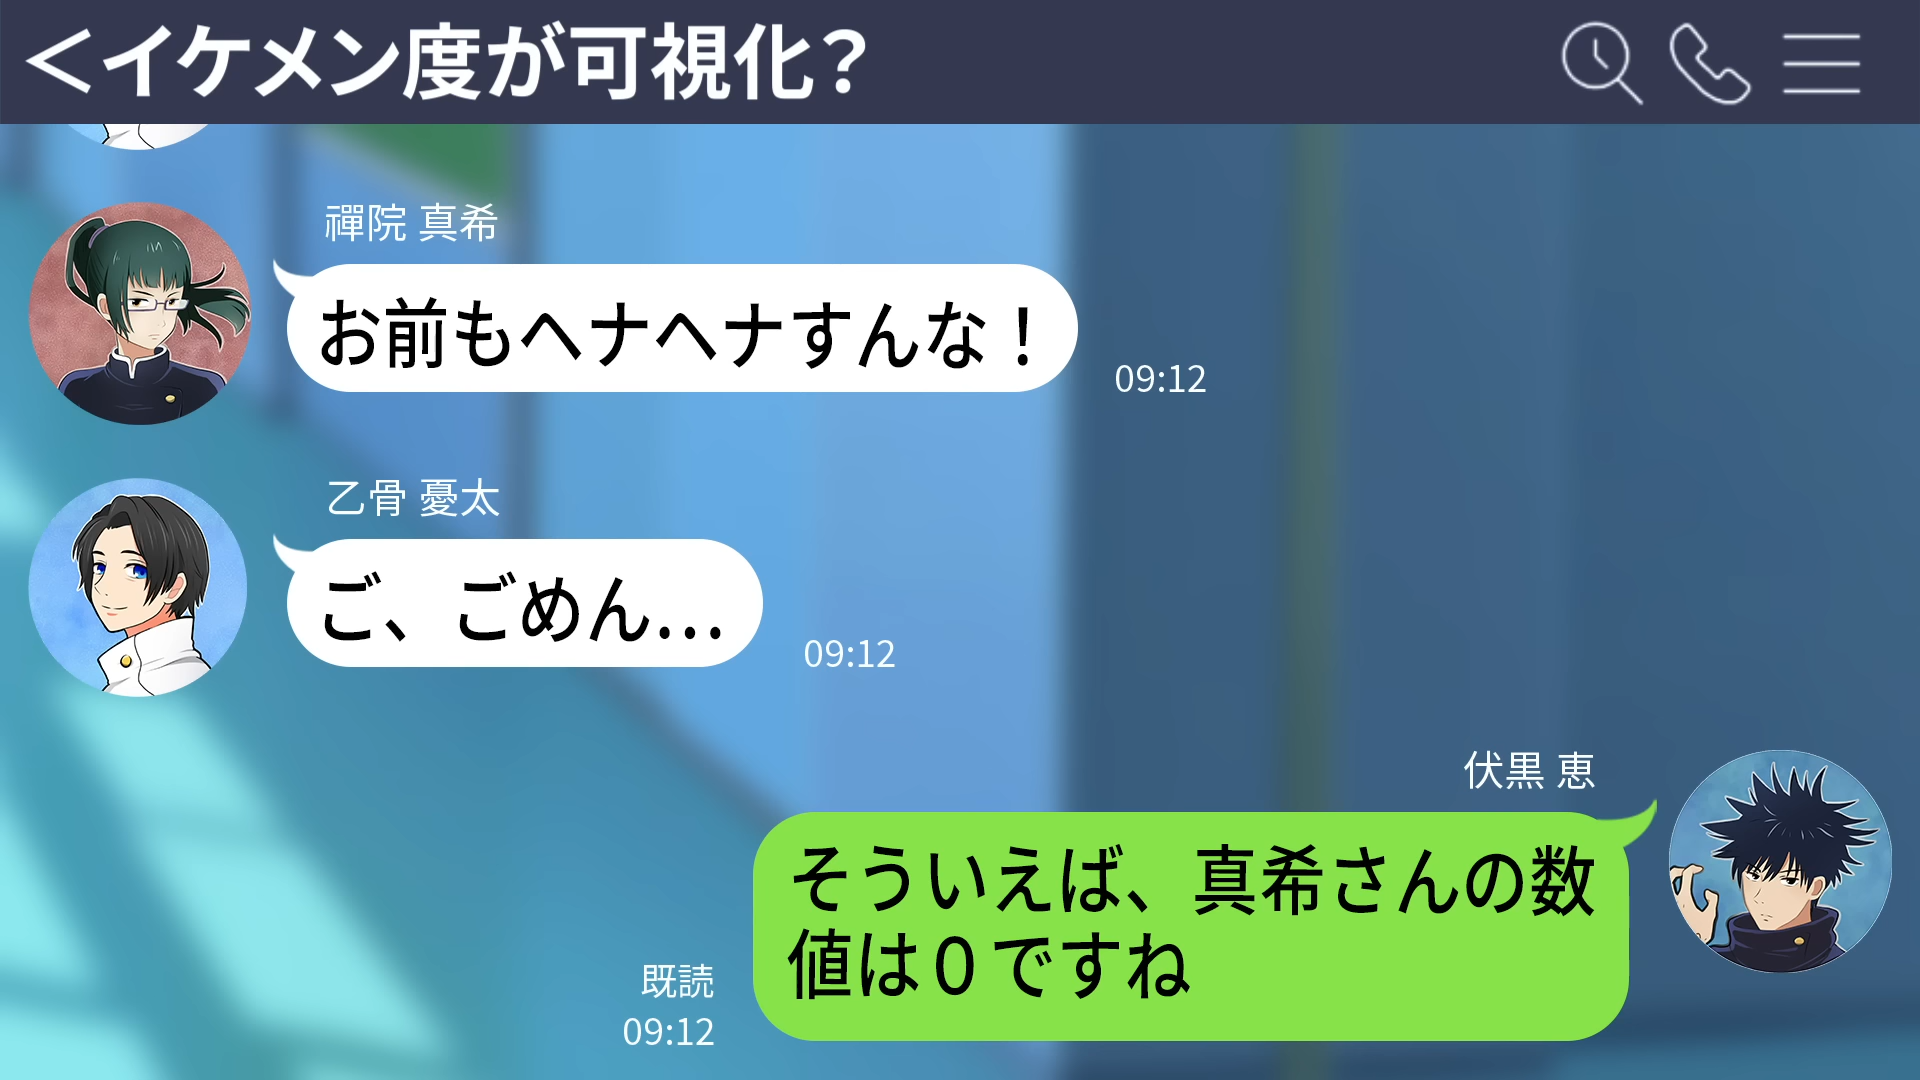 ＜イケメン度が可視化？
禪院 真希
お前もヘナヘナすんな！
09:12
乙骨 憂太
ご、ごめん…
09:12
伏黒 恵
そういえば、真希さんの数
値は０ですね
既読
09:12